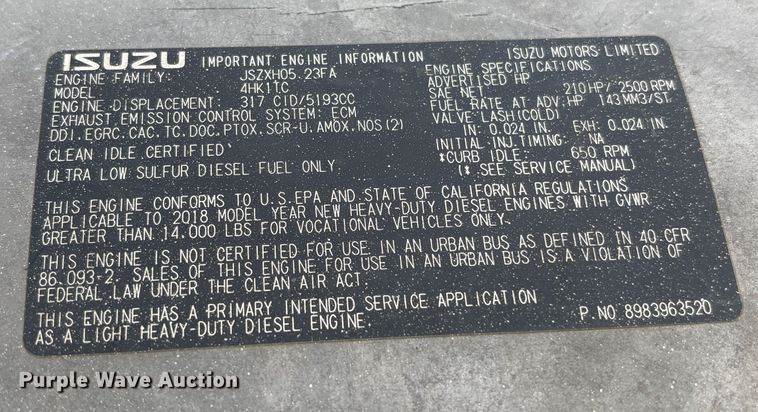 ISUZU IMPORTANT ENGINE INFORMATION ISUZU MOTORS LIMITED
ENGINE FAMILY: JSZXH05.23FA
MODEL: 4HK1TC
ENGINE DISPLACEMENT: 317 CID/5193CC
EXHAUST EMISSION CONTROL SYSTEM: ECM
DDI.EGRC.CAC.TC.DOC.PTOX.SCR-U.AMOX.NOS(2)
CLEAN IDLE CERTIFIED
ULTRA LOW SULFUR DIESEL FUEL ONLY
ENGINE SPECIFICATIONS
ADVERTISED HP
SAE NET 210 HP/ 2500 RPM
FUEL RATE AT ADV. HP 143 MM3/ST.
VALVE LASH(COLD)
IN: 0.024 IN. EXH: 0.024 IN.
INITIAL INJ.TIMING: NA
*CURB IDLE: 650 RPM
(* SEE SERVICE MANUAL)
THIS ENGINE CONFORMS TO U.S.EPA AND STATE OF CALIFORNIA REGULATIONS
APPLICABLE TO 2018 MODEL YEAR NEW HEAVY-DUTY DIESEL ENGINES WITH GVWR
GREATER THAN 14,000 LBS FOR VOCATIONAL VEHICLES ONLY.
THIS ENGINE IS NOT CERTIFIED FOR USE IN AN URBAN BUS AS DEFINED IN 40 CFR
86.093-2. SALES OF THIS ENGINE FOR USE IN AN URBAN BUS IS A VIOLATION OF
FEDERAL LAW UNDER THE CLEAN AIR ACT.
THIS ENGINE HAS A PRIMARY INTENDED SERVICE APPLICATION
AS A LIGHT HEAVY-DUTY DIESEL ENGINE.
P.NO 8983963520
Purple Wave Auction